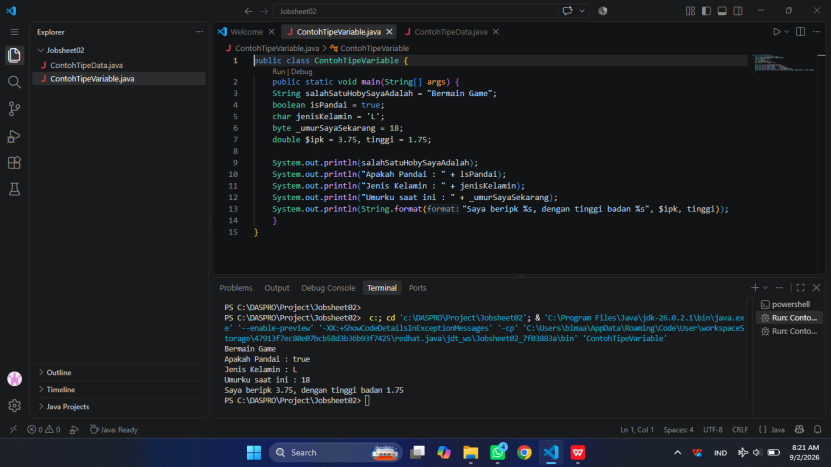 Jobsheet02
Explorer
Jobsheet02
ContohTipeData.java
ContohTipeVariable.java
Outline
Timeline
Java Projects
Welcome
ContohTipeVariable.java
ContohTipeData.java
ContohTipeVariable.java > ContohTipeVariable
1 public class ContohTipeVariable {
Run | Debug
2 public static void main(String[] args) {
3 String salahSatuHobySayaAdalah = "Bermain Game";
4 boolean isPandai = true;
5 char jenisKelamin = 'L';
6 byte _umurSayaSekarang = 18;
7 double $ipk = 3.75, tinggi = 1.75;
8
9 System.out.println(salahSatuHobySayaAdalah);
10 System.out.println("Apakah Pandai : " + isPandai);
11 System.out.println("Jenis Kelamin : " + jenisKelamin);
12 System.out.println("Umurku saat ini : " + _umurSayaSekarang);
13 System.out.println(String.format(format:"Saya beripk %s, dengan tinggi badan %s", $ipk, tinggi));
14 }
15 }
Problems Output Debug Console Terminal Ports
PS C:\DASPRO\Project\Jobsheet02>
PS C:\DASPRO\Project\Jobsheet02> c:; cd 'c:\DASPRO\Project\Jobsheet02'; & 'C:\Program Files\Java\jdk-26.0.2.1\bin\java.ex
e' '--enable-preview' '-XX:+ShowCodeDetailsInExceptionMessages' '-cp' 'C:\Users\bimaa\AppData\Roaming\Code\User\workspaceS
torage\47913f7ec80e07bcb58d3b36b93f7425\redhat.java\jdt_ws\Jobsheet02_7f03883a\bin' 'ContohTipeVariable'
Bermain Game
Apakah Pandai : true
Jenis Kelamin : L
Umurku saat ini : 18
Saya beripk 3.75, dengan tinggi badan 1.75
PS C:\DASPRO\Project\Jobsheet02>
powershell
Run: Conto...
Run: Conto...
0 0 Java: Ready
Ln 1, Col 1 Spaces: 4 UTF-8 CRLF {} Java
Search
4
IND
8:21 AM
9/2/2026